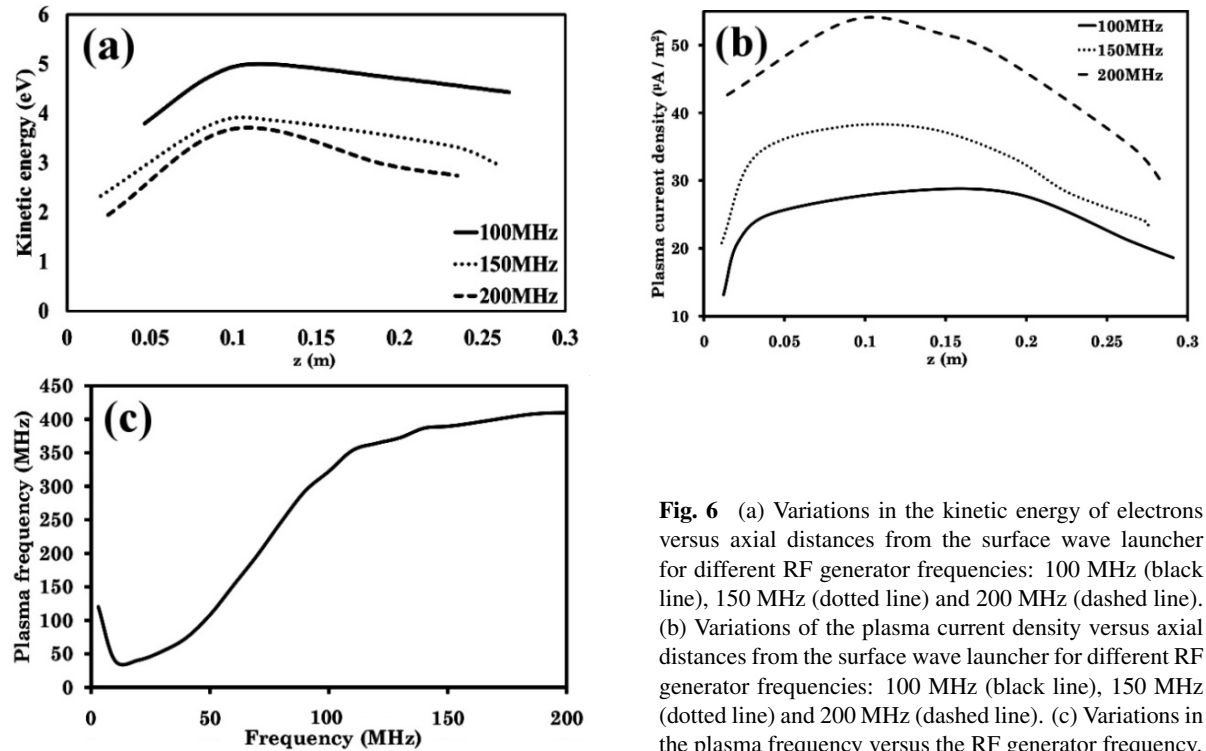 (a)
Kinetic energy (eV)
6
5
4
3
2
1
0
0 0.05 0.1 0.15 0.2 0.25 0.3
z (m)
100MHz
150MHz
200MHz
(b)
Plasma current density (µA / m²)
50
40
30
20
10
0 0.05 0.1 0.15 0.2 0.25 0.3
z (m)
100MHz
150MHz
200MHz
(c)
Plasma frequency (MHz)
450
400
350
300
250
200
150
100
50
0
0 50 100 150 200
Frequency (MHz)
Fig. 6 (a) Variations in the kinetic energy of electrons
versus axial distances from the surface wave launcher
for different RF generator frequencies: 100 MHz (black
line), 150 MHz (dotted line) and 200 MHz (dashed line).
(b) Variations of the plasma current density versus axial
distances from the surface wave launcher for different RF
generator frequencies: 100 MHz (black line), 150 MHz
(dotted line) and 200 MHz (dashed line). (c) Variations in
the plasma frequency versus the RF generator frequency.